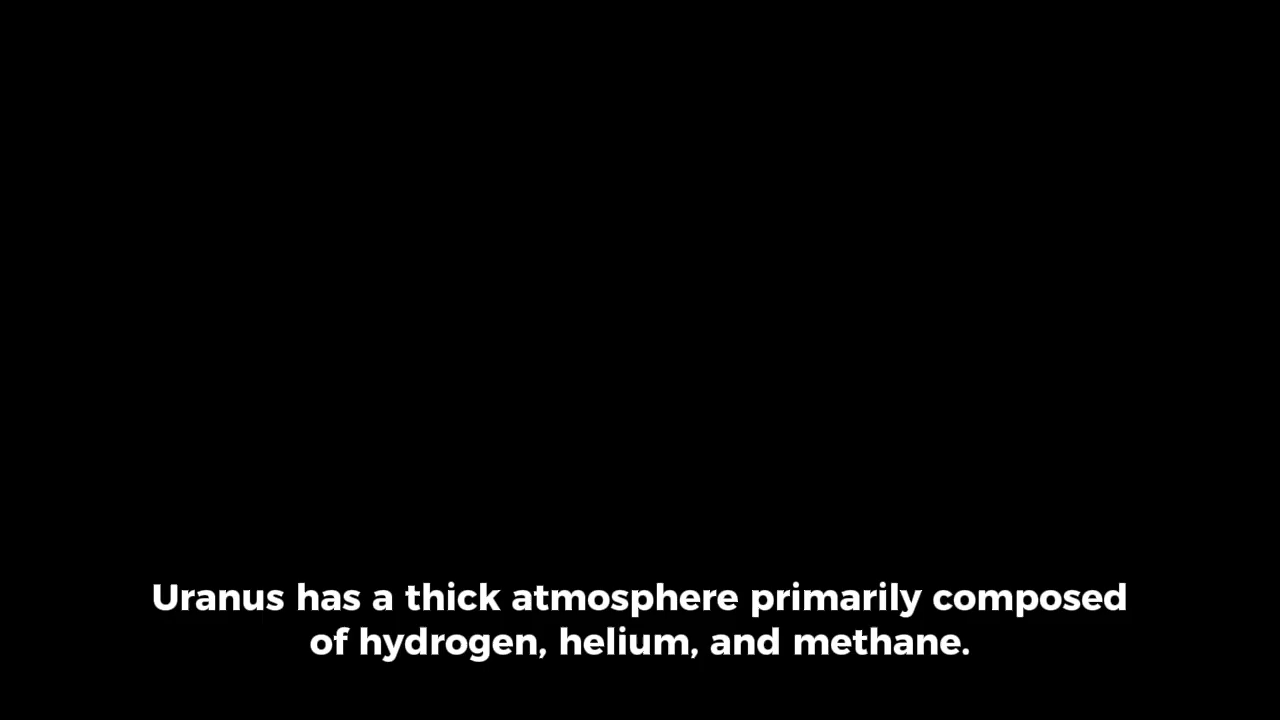 Uranus has a thick atmosphere primarily composed
of hydrogen, helium, and methane.